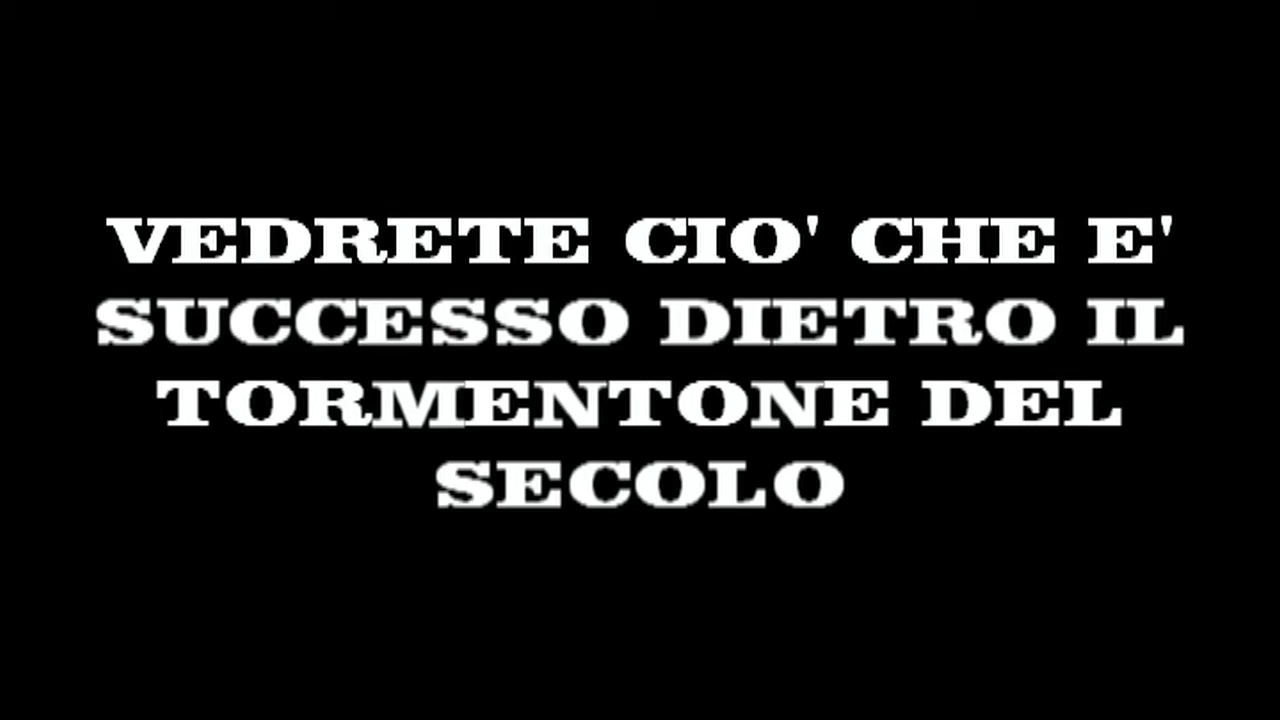 VEDRETE CIO' CHE E'
SUCCESSO DIETRO IL
TORMENTONE DEL
SECOLO